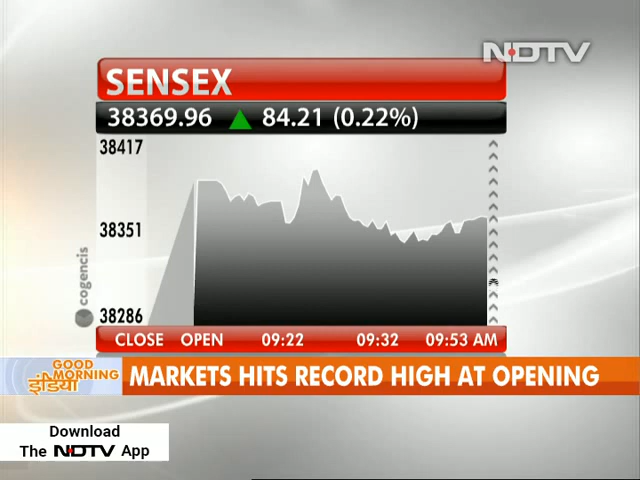 NDTV
SENSEX
38369.96 ▲ 84.21 (0.22%)
38417
38351
38286
cogencis
CLOSE OPEN 09:22 09:32 09:53 AM
GOOD
MORNING
इंडिया
MARKETS HITS RECORD HIGH AT OPENING
Download
The NDTV App